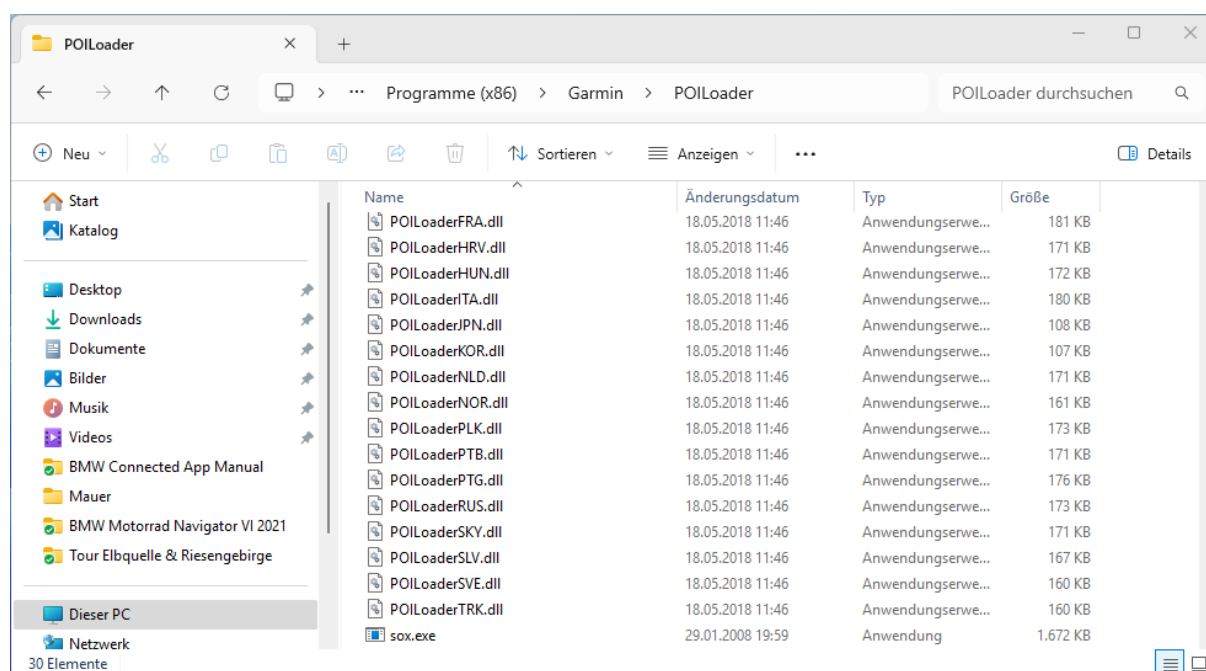 POILoader
Programme (x86) > Garmin > POILoader
POILoader durchsuchen
Neu
Sortieren
Anzeigen
Details
Start
Katalog
Desktop
Downloads
Dokumente
Bilder
Musik
Videos
BMW Connected App Manual
Mauer
BMW Motorrad Navigator VI 2021
Tour Elbquelle & Riesengebirge
Dieser PC
Netzwerk
Name Änderungsdatum Typ Größe
POILoaderFRA.dll 18.05.2018 11:46 Anwendungserwe... 181 KB
POILoaderHRV.dll 18.05.2018 11:46 Anwendungserwe... 171 KB
POILoaderHUN.dll 18.05.2018 11:46 Anwendungserwe... 172 KB
POILoaderITA.dll 18.05.2018 11:46 Anwendungserwe... 180 KB
POILoaderJPN.dll 18.05.2018 11:46 Anwendungserwe... 108 KB
POILoaderKOR.dll 18.05.2018 11:46 Anwendungserwe... 107 KB
POILoaderNLD.dll 18.05.2018 11:46 Anwendungserwe... 171 KB
POILoaderNOR.dll 18.05.2018 11:46 Anwendungserwe... 161 KB
POILoaderPLK.dll 18.05.2018 11:46 Anwendungserwe... 173 KB
POILoaderPTB.dll 18.05.2018 11:46 Anwendungserwe... 171 KB
POILoaderPTG.dll 18.05.2018 11:46 Anwendungserwe... 176 KB
POILoaderRUS.dll 18.05.2018 11:46 Anwendungserwe... 173 KB
POILoaderSKY.dll 18.05.2018 11:46 Anwendungserwe... 171 KB
POILoaderSLV.dll 18.05.2018 11:46 Anwendungserwe... 167 KB
POILoaderSVE.dll 18.05.2018 11:46 Anwendungserwe... 160 KB
POILoaderTRK.dll 18.05.2018 11:46 Anwendungserwe... 160 KB
sox.exe 29.01.2008 19:59 Anwendung 1.672 KB
30 Elemente